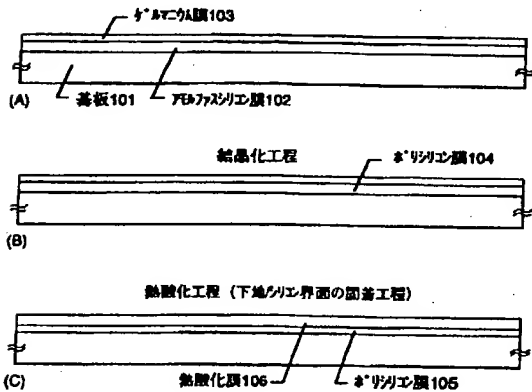 ゲルマニウム膜103
(A) 基板101 アモルファスシリコン膜102
結晶化工程 ポリシリコン膜104
(B)
熱酸化工程 (下地/シリコン界面の固着工程)
(C) 熱酸化膜106 ポリシリコン膜105